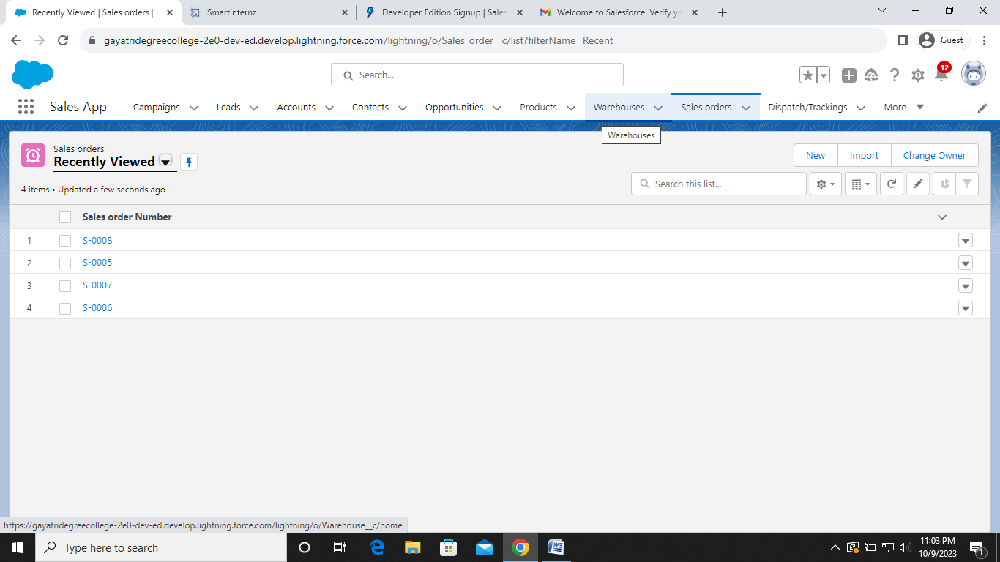 Recently Viewed | Sales orders |
Smartinternz
Developer Edition Signup | Sales
Welcome to Salesforce: Verify yo
gayatridegreecollege-2e0-dev-ed.develop.lightning.force.com/lightning/o/Sales_order__c/list?filterName=Recent
Guest
Search...
12
Sales App
Campaigns
Leads
Accounts
Contacts
Opportunities
Products
Warehouses
Sales orders
Dispatch/Trackings
More
Warehouses
Sales orders
Recently Viewed
New
Import
Change Owner
4 items • Updated a few seconds ago
Search this list...
Sales order Number
1 S-0008
2 S-0005
3 S-0007
4 S-0006
https://gayatridegreecollege-2e0-dev-ed.develop.lightning.force.com/lightning/o/Warehouse__c/home
Type here to search
11:03 PM
10/9/2023
1